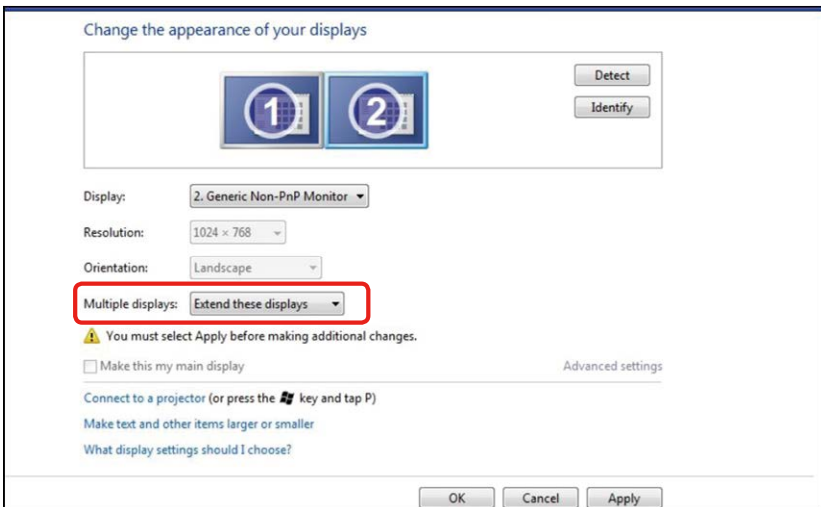 Change the appearance of your displays
1 2
Detect
Identify
Display: 2. Generic Non-PnP Monitor
Resolution: 1024 × 768
Orientation: Landscape
Multiple displays: Extend these displays
You must select Apply before making additional changes.
Make this my main display Advanced settings
Connect to a projector (or press the key and tap P)
Make text and other items larger or smaller
What display settings should I choose?
OK Cancel Apply